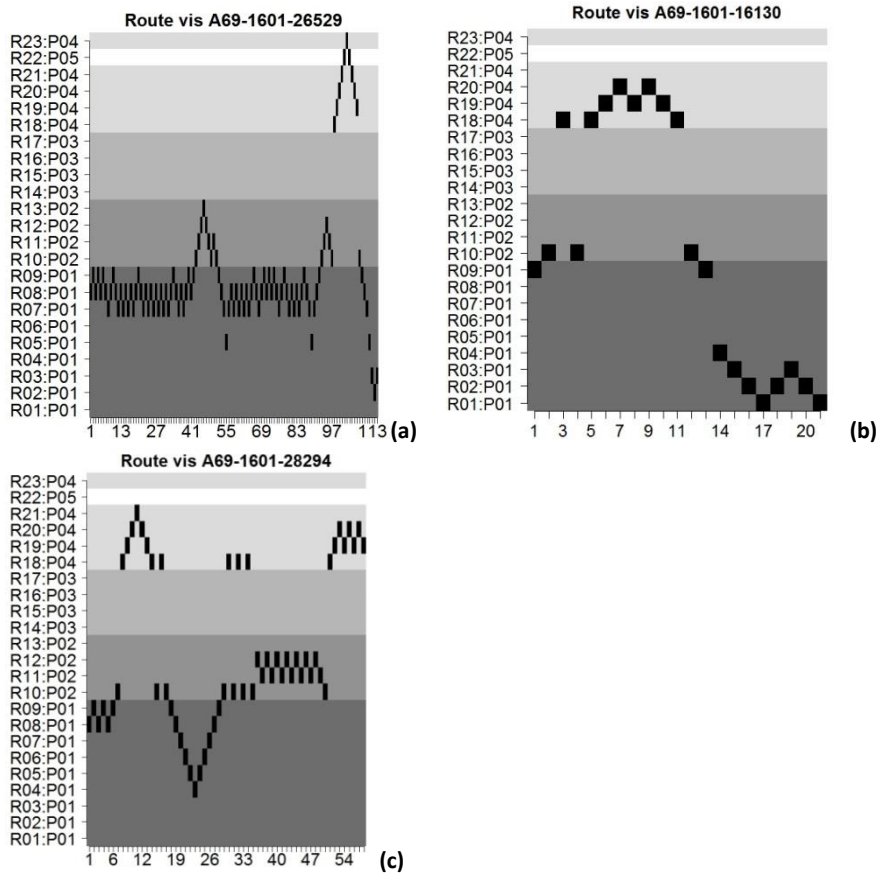 Route vis A69-1601-26529
R23:P04
R22:P05
R21:P04
R20:P04
R19:P04
R18:P04
R17:P03
R16:P03
R15:P03
R14:P03
R13:P02
R12:P02
R11:P02
R10:P02
R09:P01
R08:P01
R07:P01
R06:P01
R05:P01
R04:P01
R03:P01
R02:P01
R01:P01
1 13 27 41 55 69 83 97 113
(a)
Route vis A69-1601-16130
R23:P04
R22:P05
R21:P04
R20:P04
R19:P04
R18:P04
R17:P03
R16:P03
R15:P03
R14:P03
R13:P02
R12:P02
R11:P02
R10:P02
R09:P01
R08:P01
R07:P01
R06:P01
R05:P01
R04:P01
R03:P01
R02:P01
R01:P01
1 3 5 7 9 11 14 17 20
(b)
Route vis A69-1601-28294
R23:P04
R22:P05
R21:P04
R20:P04
R19:P04
R18:P04
R17:P03
R16:P03
R15:P03
R14:P03
R13:P02
R12:P02
R11:P02
R10:P02
R09:P01
R08:P01
R07:P01
R06:P01
R05:P01
R04:P01
R03:P01
R02:P01
R01:P01
1 6 12 19 26 33 40 47 54
(c)